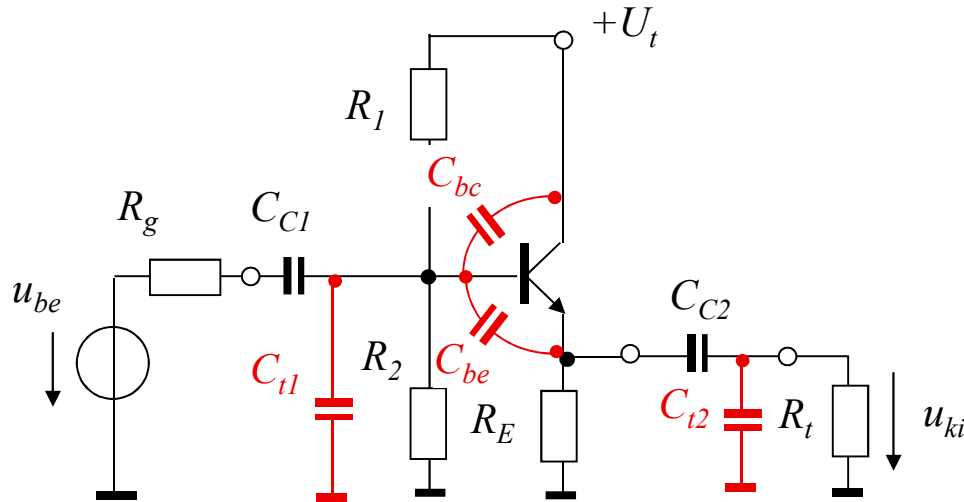 +U_t
R_1
C_bc
R_g
C_C1
u_be
C_C2
R_2
C_be
C_t1
R_E
C_t2
R_t
u_ki